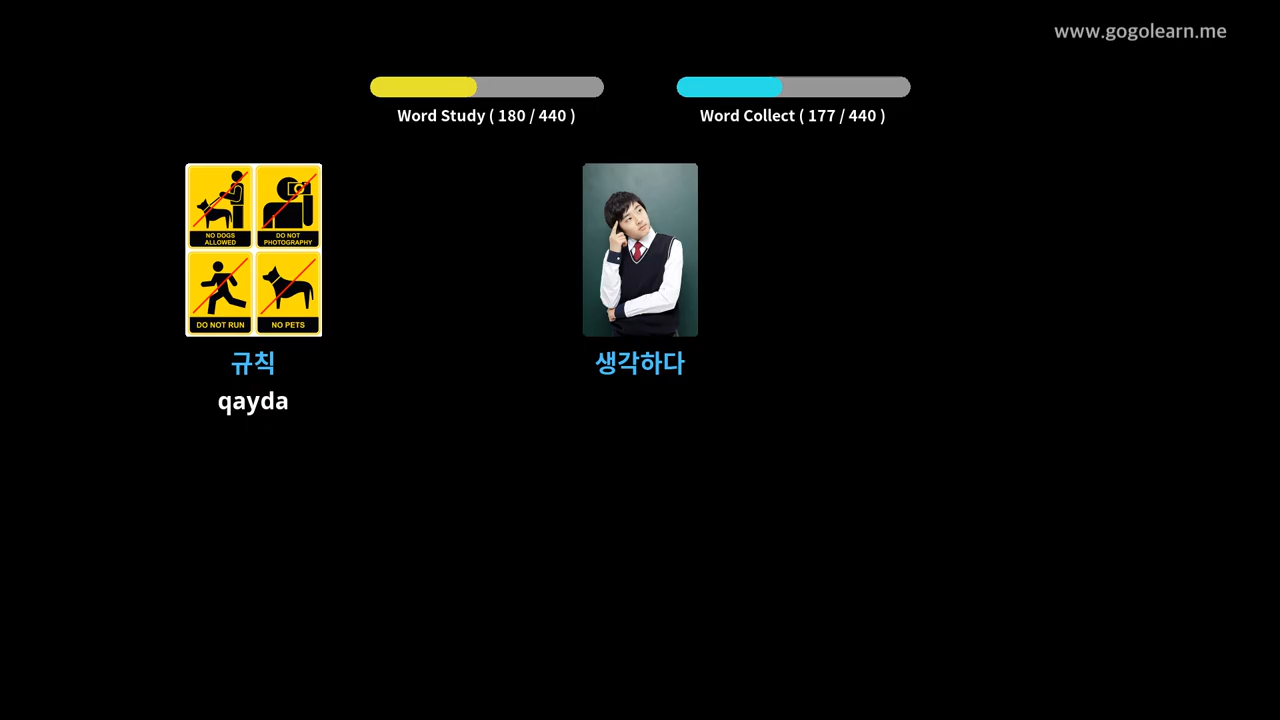 www.gogolearn.me
Word Study ( 180 / 440 )
Word Collect ( 177 / 440 )
NO DOGS
ALLOWED
DO NOT
PHOTOGRAPHY
DO NOT RUN
NO PETS
규칙
생각하다
qayda